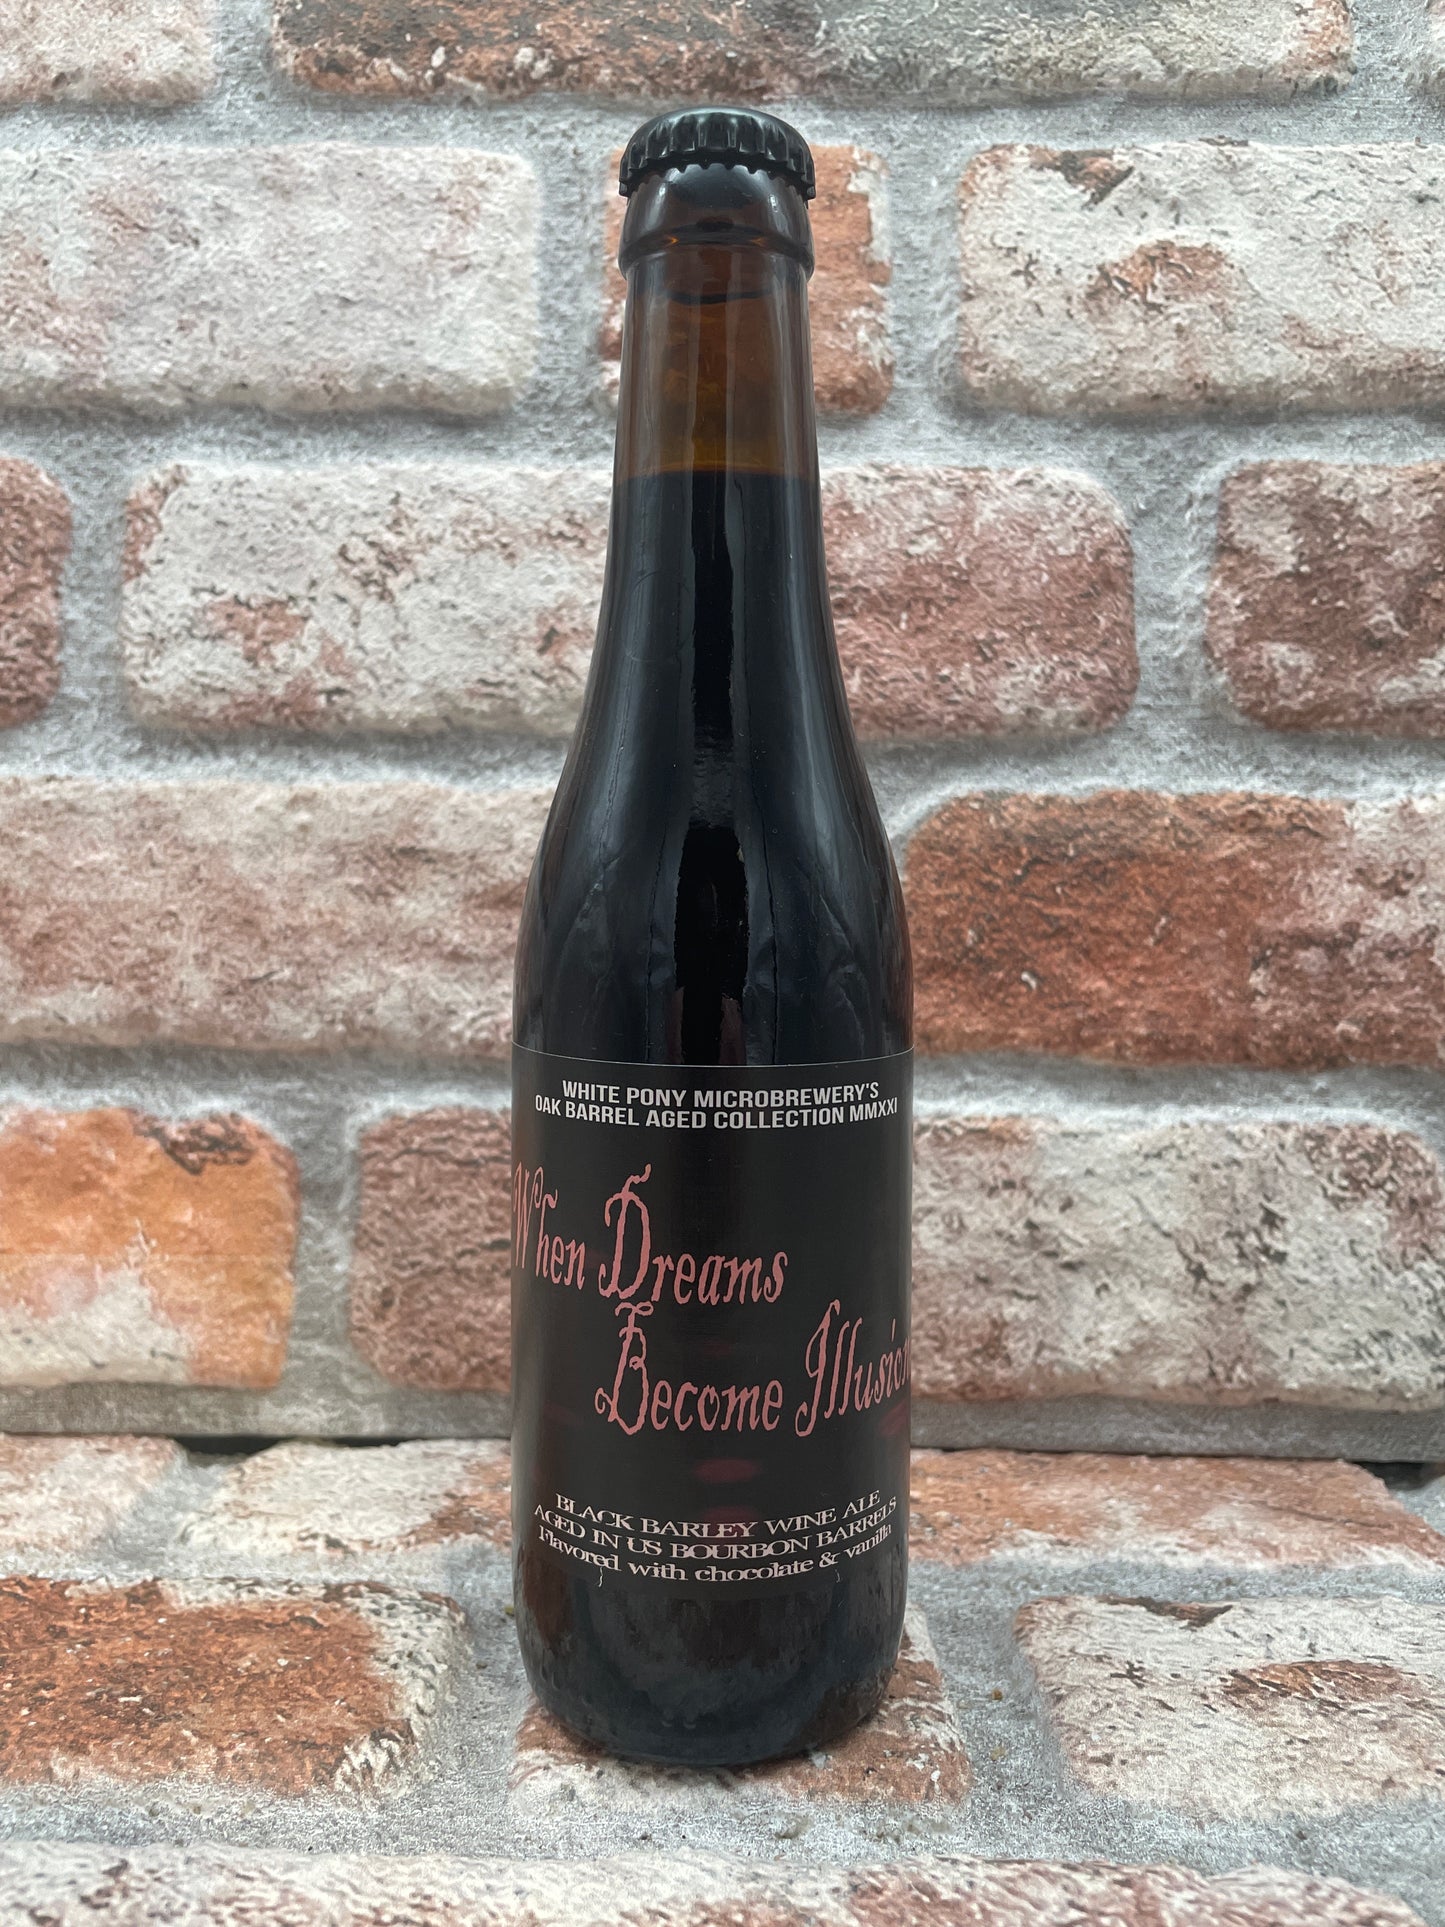 WHITE PONY MICROBREWERY'S
OAK BARREL AGED COLLECTION MMXXI
When Dreams
Become Illusion
BLACK BARLEY WINE ALE
AGED IN US BOURBON BARRELS
Flavored with chocolate & vanilla